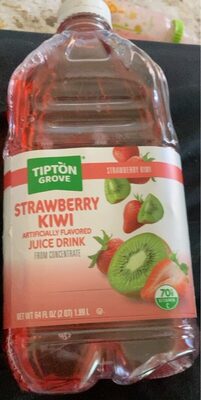 TIPTON
GROVE
STRAWBERRY KIWI
STRAWBERRY
KIWI
ARTIFICIALLY FLAVORED
JUICE DRINK
FROM CONCENTRATE
70%
VITAMIN
C
NET WT 64 FL OZ (2 QT) 1.89 L